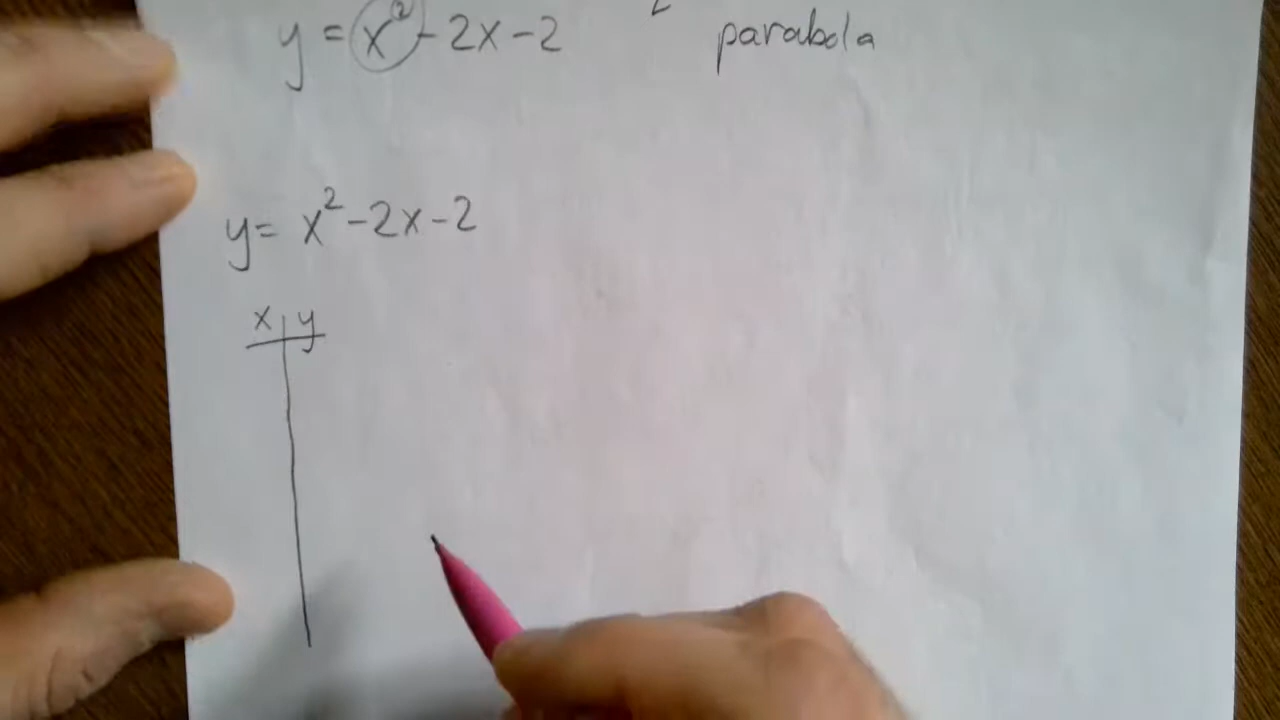 y = x² - 2x - 2 parabola
y = x² - 2x - 2
x y